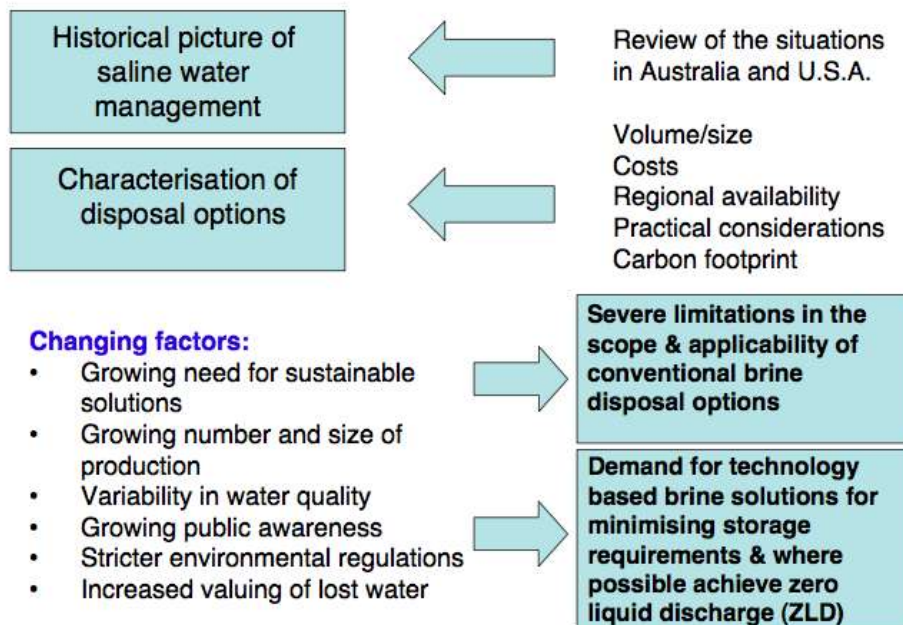 Historical picture of
saline water
management
Review of the situations
in Australia and U.S.A.
Characterisation of
disposal options
Volume/size
Costs
Regional availability
Practical considerations
Carbon footprint
Changing factors:
• Growing need for sustainable
solutions
• Growing number and size of
production
• Variability in water quality
• Growing public awareness
• Stricter environmental regulations
• Increased valuing of lost water
Severe limitations in the
scope & applicability of
conventional brine
disposal options
Demand for technology
based brine solutions for
minimising storage
requirements & where
possible achieve zero
liquid discharge (ZLD)